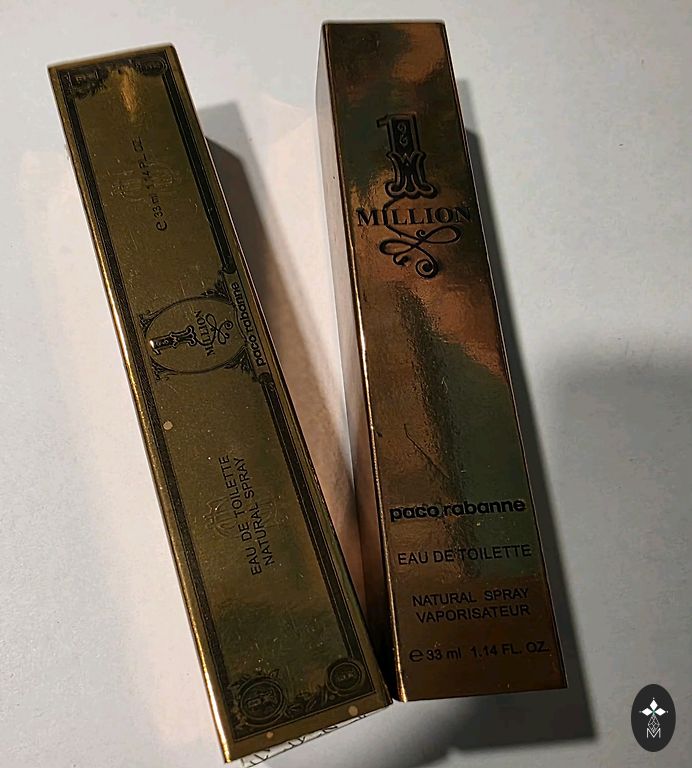 ℮ 33 ml 1.14 FL. OZ.
1
MILLION
paco rabanne
EAU DE TOILETTE
NATURAL SPRAY
1
MILLION
paco rabanne
EAU DE TOILETTE
NATURAL SPRAY
VAPORISATEUR
℮ 33 ml 1.14 FL. OZ.
M